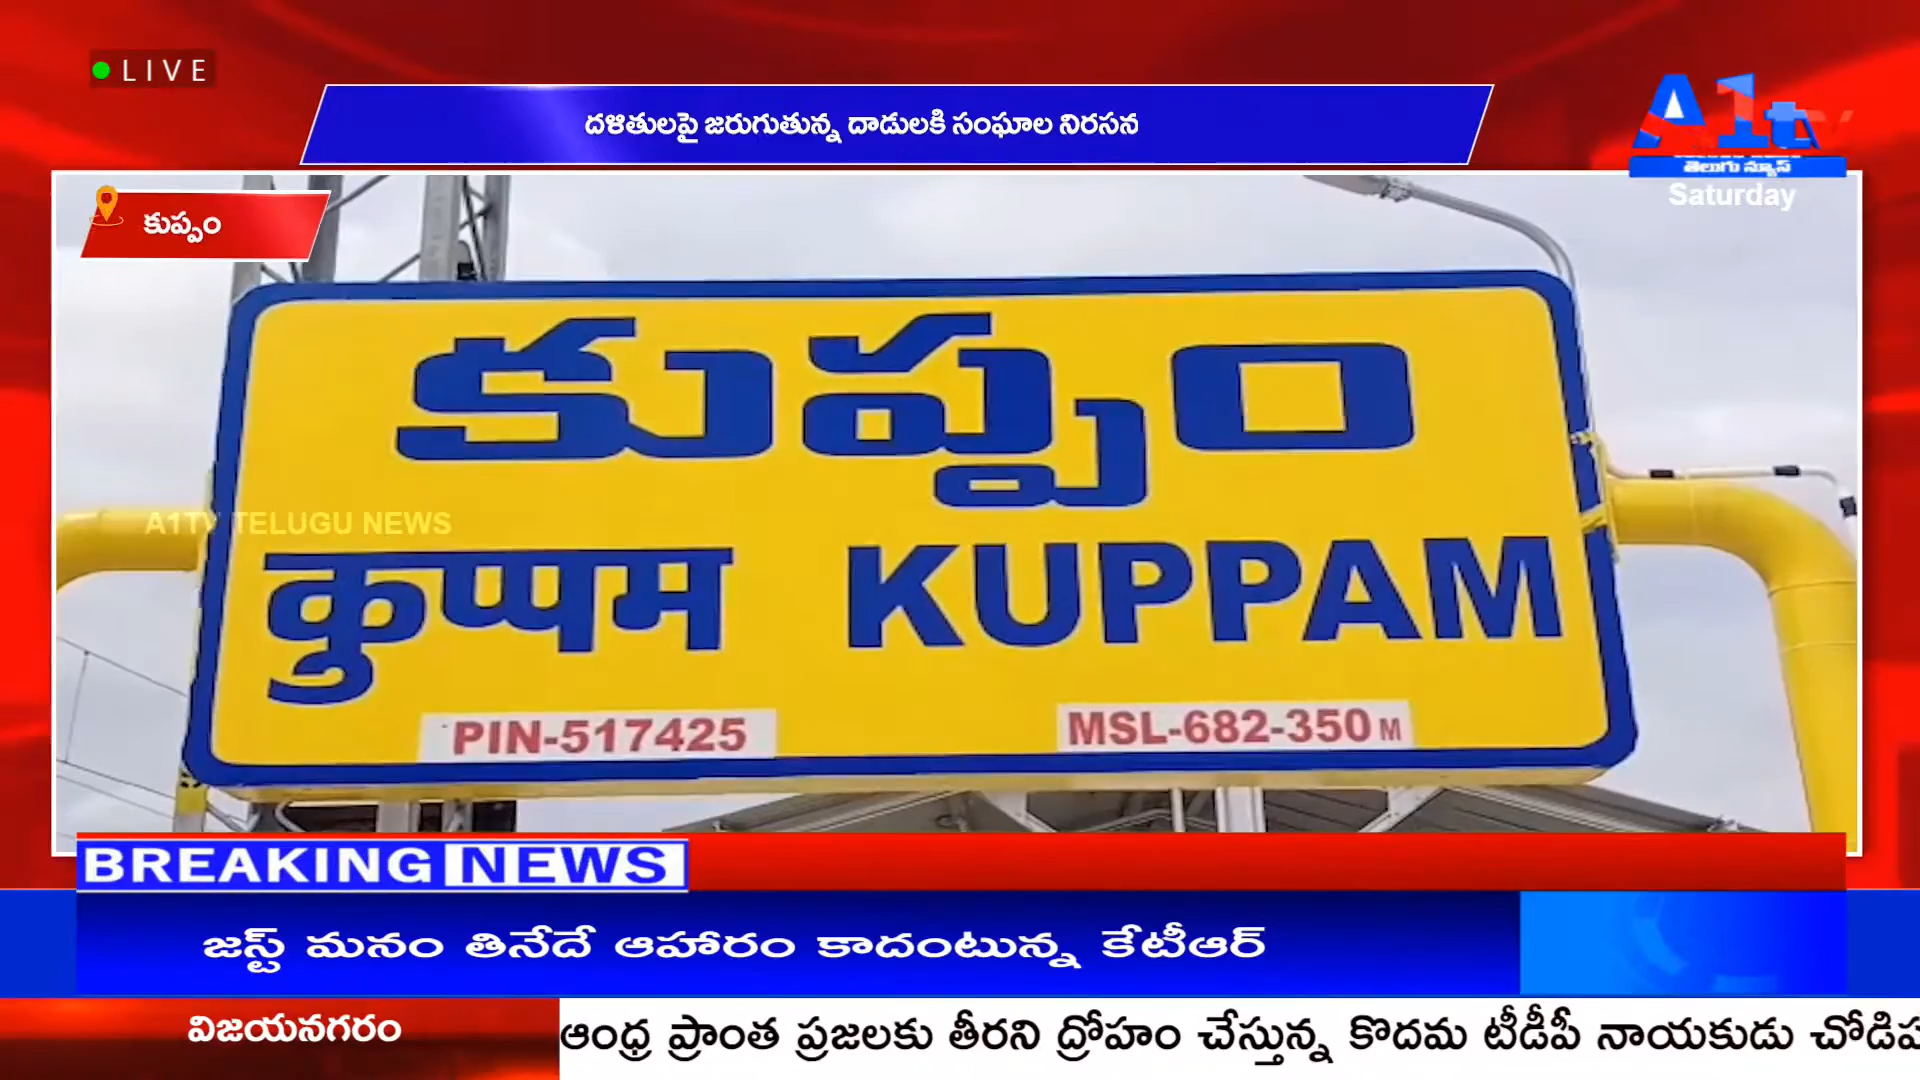 LIVE
దళితులపై జరుగుతున్న దాడులకి సంఘాల నిరసన
A1tv
తెలుగు న్యూస్
Saturday
కుప్పం
కుప్పం
A1TV TELUGU NEWS
कुप्पम KUPPAM
PIN-517425 MSL-682-350 M
BREAKING NEWS
జస్ట్ మనం తినేదే ఆహారం కాదంటున్న కేటీఆర్
విజయనగరం
ఆంధ్ర ప్రాంత ప్రజలకు తీరని ద్రోహం చేస్తున్న కొదమ టీడీపీ నాయకుడు